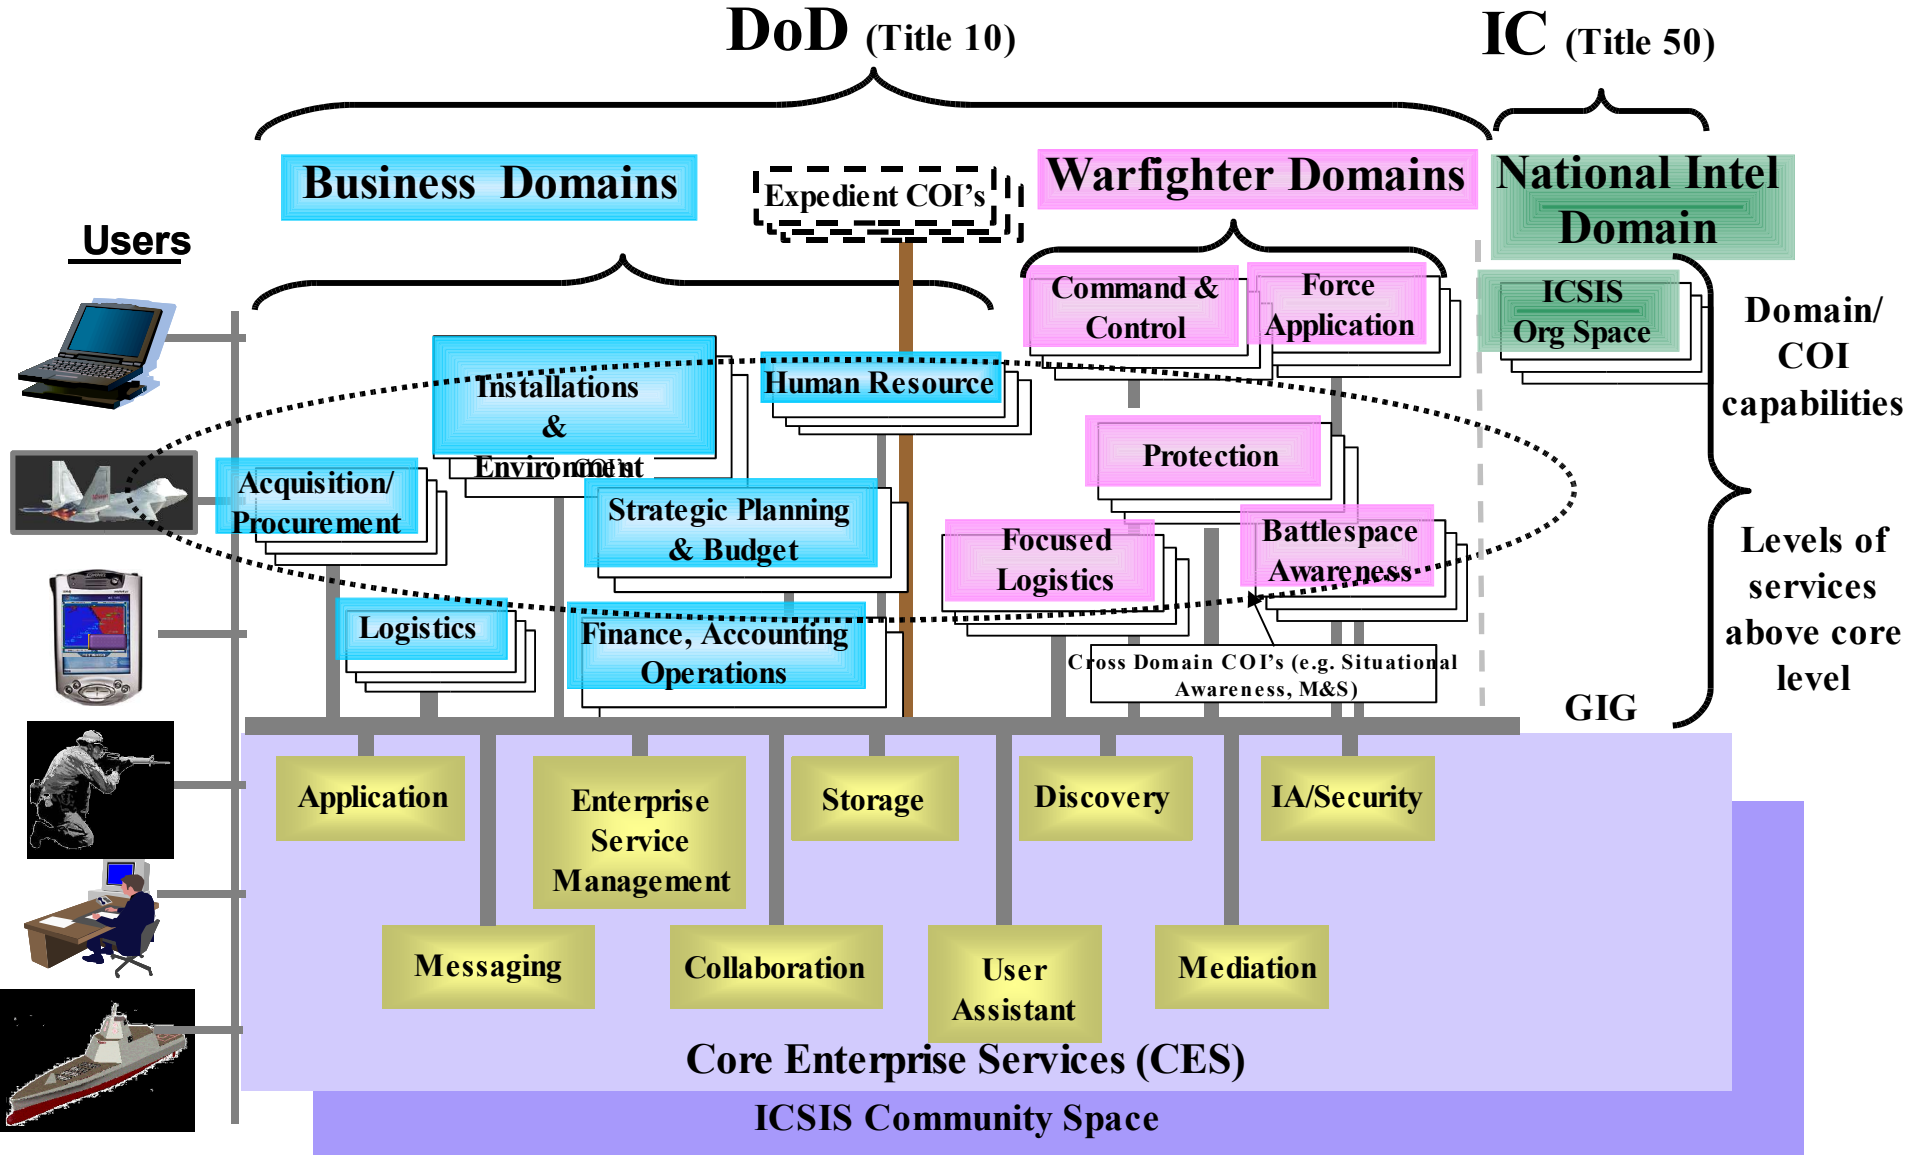 DoD (Title 10)
IC (Title 50)
Business Domains
Expedient COI's
Warfighter Domains
National Intel
Domain
Users
Command &
Control
Force
Application
ICSIS
Org Space
Domain/
COI
capabilities
Installations
&
Environment
COI's
Human Resource
Acquisition/
Procurement
Strategic Planning
& Budget
Protection
Focused
Logistics
Battlespace
Awareness
Levels of
services
above core
level
Logistics
Finance, Accounting
Operations
Cross Domain COI's (e.g. Situational
Awareness, M&S)
GIG
Application
Enterprise
Service
Management
Storage
Discovery
IA/Security
Messaging
Collaboration
User
Assistant
Mediation
Core Enterprise Services (CES)
ICSIS Community Space